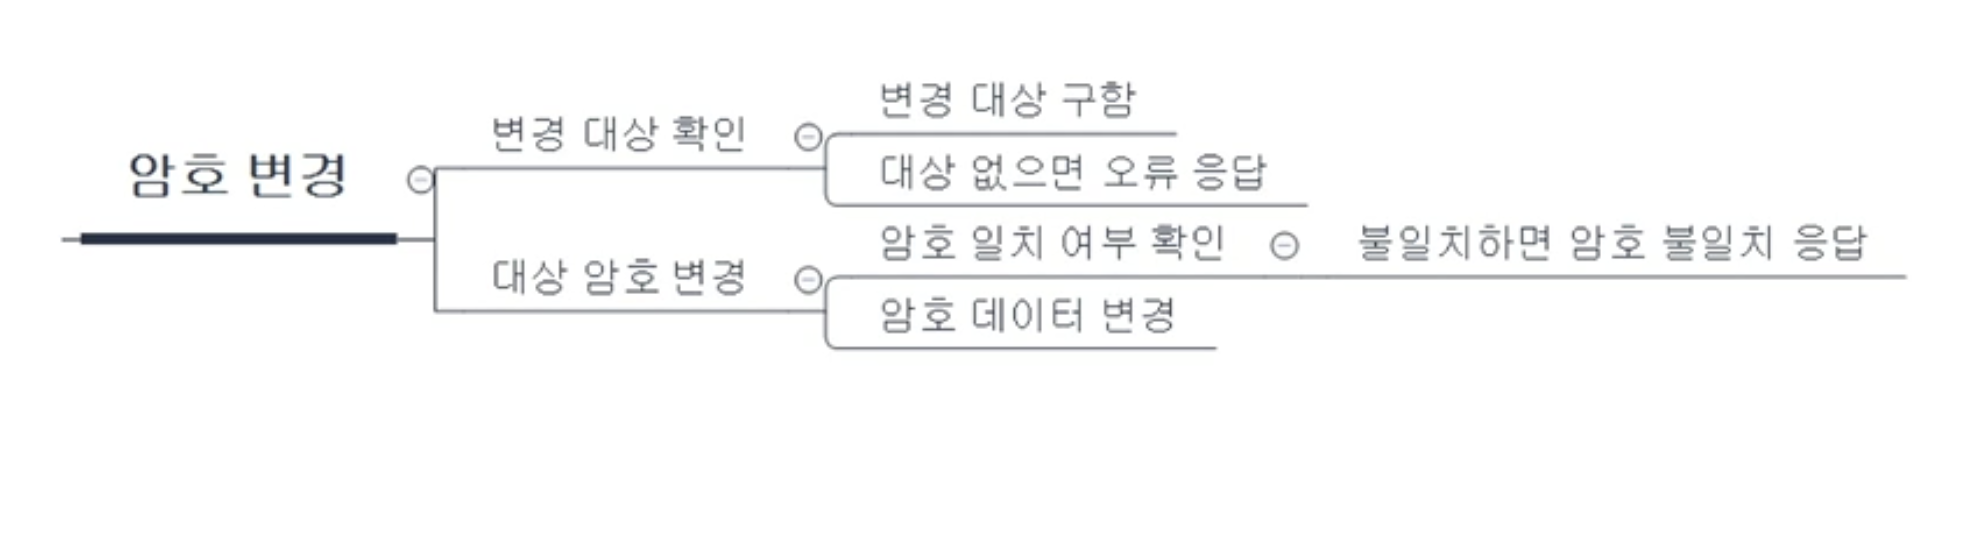 암호 변경
변경 대상 확인
변경 대상 구함
대상 없으면 오류 응답
대상 암호 변경
암호 일치 여부 확인
불일치하면 암호 불일치 응답
암호 데이터 변경